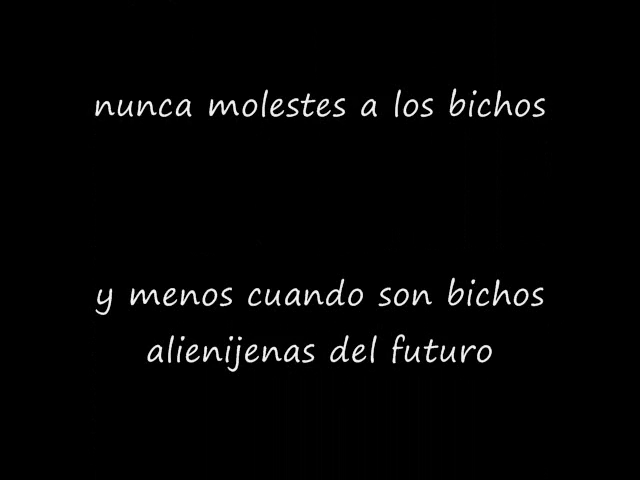 nunca molestes a los bichos
y menos cuando son bichos
alienijenas del futuro